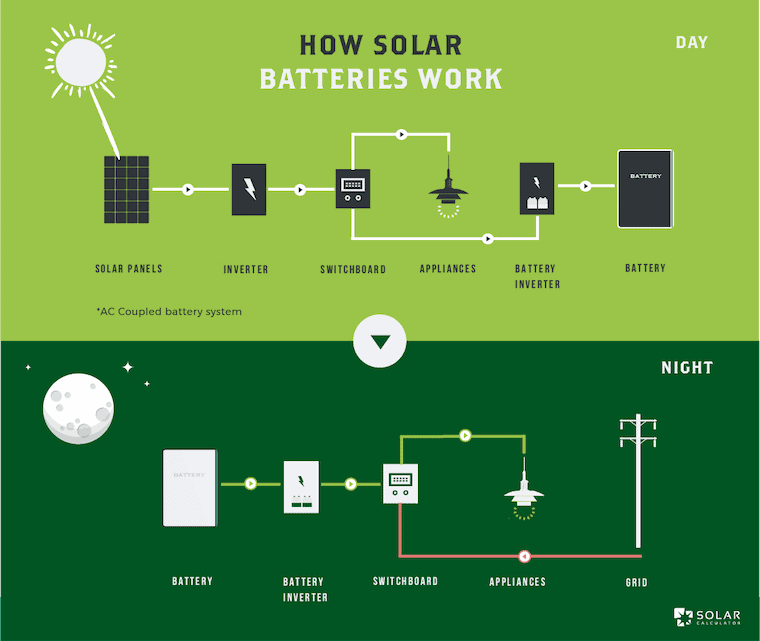 HOW SOLAR
BATTERIES WORK
DAY
BATTERY
SOLAR PANELS
INVERTER
SWITCHBOARD
APPLIANCES
BATTERY
INVERTER
BATTERY
*AC Coupled battery system
NIGHT
BATTERY
BATTERY
BATTERY
INVERTER
SWITCHBOARD
APPLIANCES
GRID
SOLAR
CALCULATOR